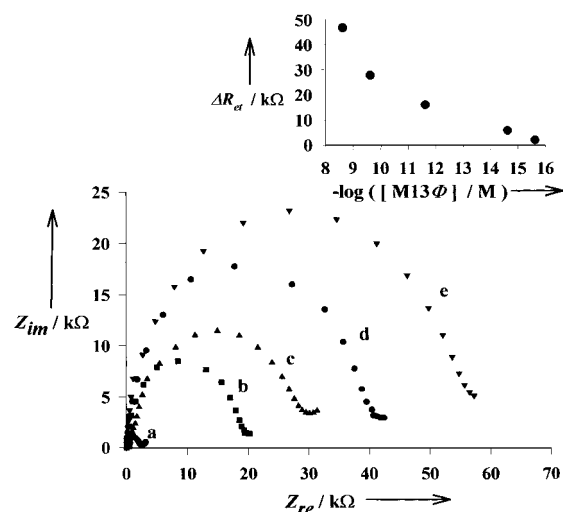 50
40
30
20
10
0
ΔR_et / kΩ
8 9 10 11 12 13 14 15 16
-log ( [ M13Φ] / M )
25
20
15
10
5
0
Z_im / kΩ
a
b
c
d
e
0 10 20 30 40 50 60 70
Z_re / kΩ